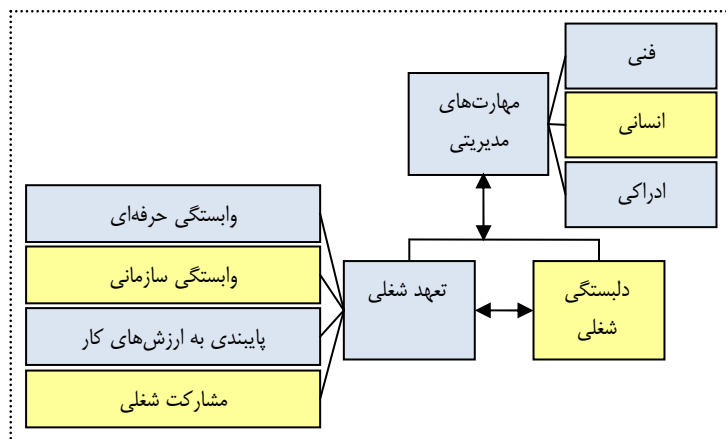 فنی
مهارت‌های
مدیریتی
انسانی
ادراکی
وابستگی حرفه‌ای
وابستگی سازمانی
تعهد شغلی
دلبستگی
شغلی
پایبندی به ارزش‌های کار
مشارکت شغلی